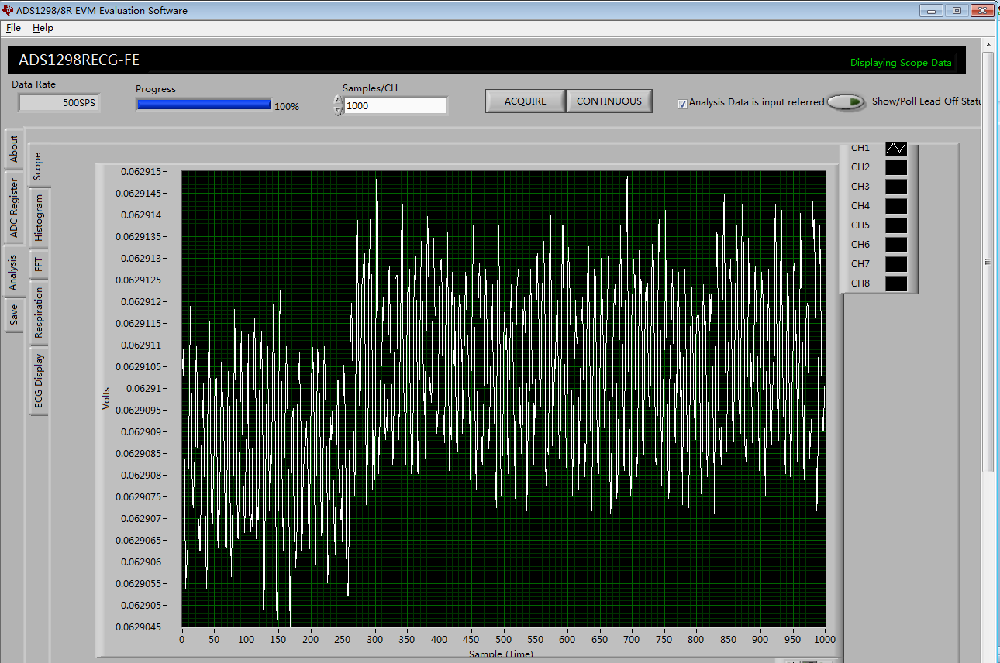 ADS1298/8R EVM Evaluation Software
File Help
ADS1298RECG-FE
Displaying Scope Data
Data Rate
500SPS
Progress
100%
Samples/CH
1000
ACQUIRE
CONTINUOUS
Analysis Data is input referred
Show/Poll Lead Off Statu
About
ADC Register
Analysis
Save
Scope
Histogram
FFT
Respiration
ECG Display
Volts
0.062915
0.0629145
0.062914
0.0629135
0.062913
0.0629125
0.062912
0.0629115
0.062911
0.0629105
0.06291
0.0629095
0.062909
0.0629085
0.062908
0.0629075
0.062907
0.0629065
0.062906
0.0629055
0.062905
0.0629045
0 50 100 150 200 250 300 350 400 450 500 550 600 650 700 750 800 850 900 950 1000
Sample (Time)
CH1
CH2
CH3
CH4
CH5
CH6
CH7
CH8